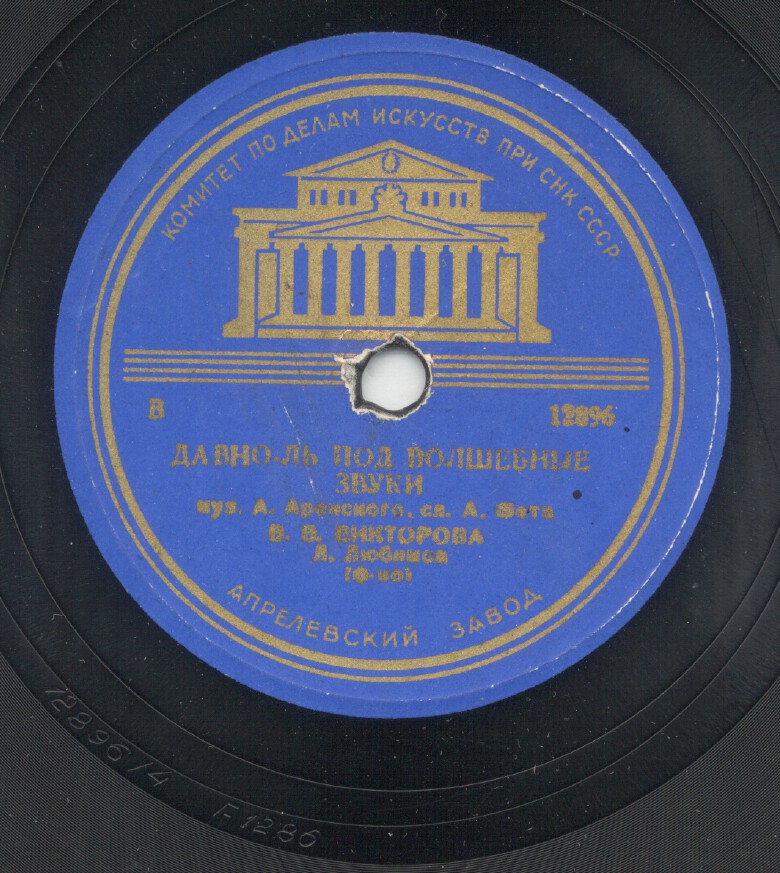 КОМИТЕТ ПО ДЕЛАМ ИСКУССТВ ПРИ СНК СССР
В 12896
ДАВНО-ЛЬ ПОД ВОЛШЕБНЫЕ
ЗВУКИ
муз. А. Аренского, сл. А. Фета
В. В. ВИКТОРОВА
Л. Любимов
(ф-но)
АПРЕЛЕВСКИЙ ЗАВОД
12896/4 F1286